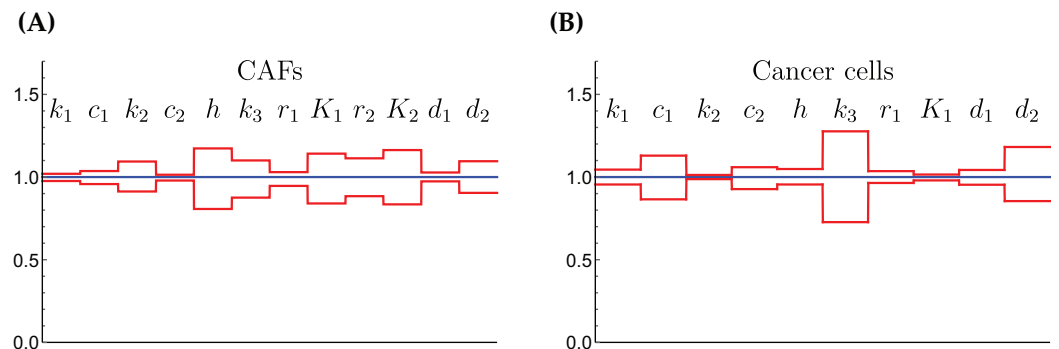 (A)
CAFs
k₁ c₁ k₂ c₂ h k₃ r₁ K₁ r₂ K₂ d₁ d₂
1.5
1.0
0.5
0.0
(B)
Cancer cells
k₁ c₁ k₂ c₂ h k₃ r₁ K₁ d₁ d₂
1.5
1.0
0.5
0.0